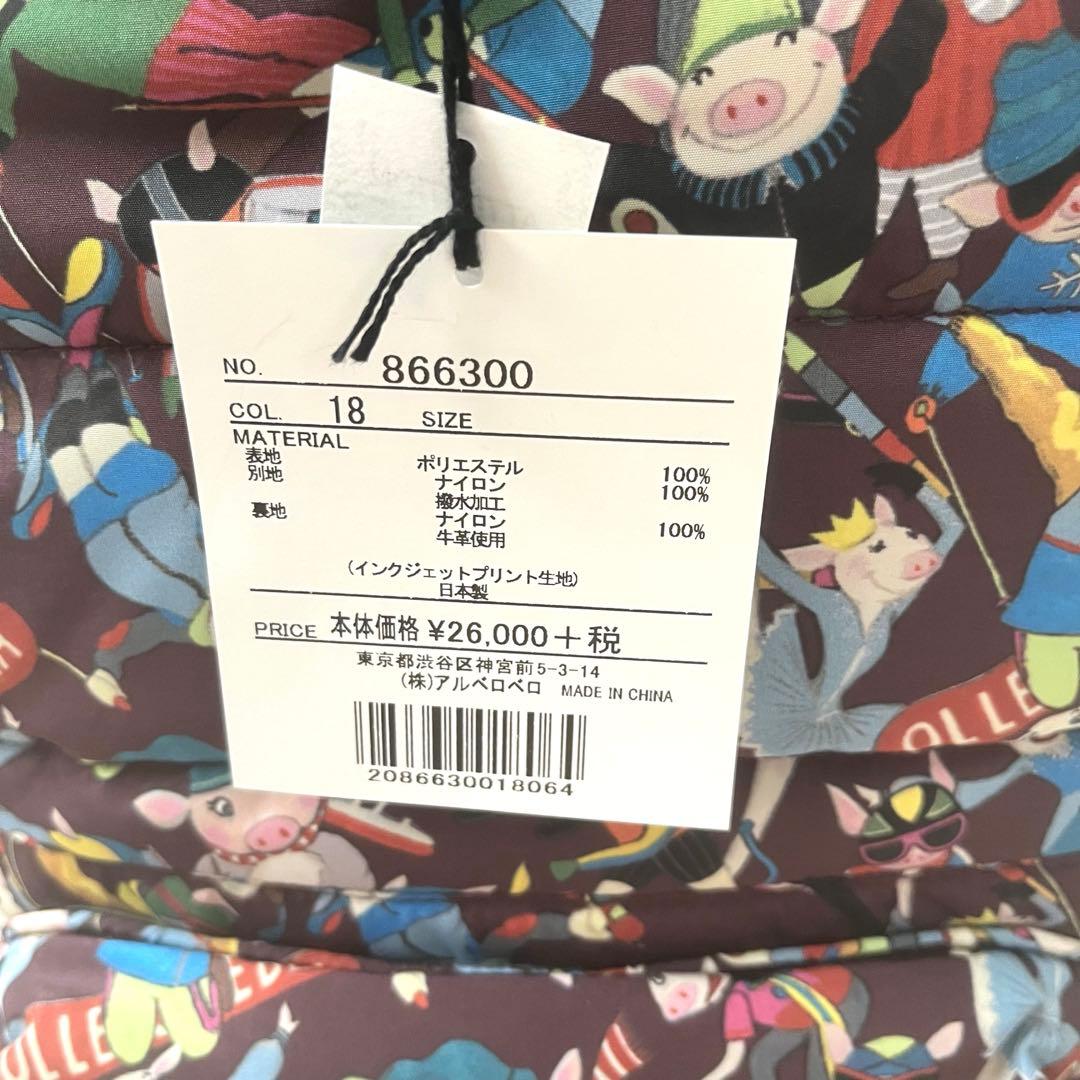 NO. 866300
COL. 18 SIZE
MATERIAL
表地 ポリエステル 100%
別地 ナイロン 100%
撥水加工
裏地 ナイロン 100%
牛革使用
(インクジェットプリント生地)
日本製
PRICE 本体価格 ¥26,000+税
東京都渋谷区神宮前5-3-14
(株)アルベロベロ MADE IN CHINA
2086630018064
OLLE
OLLE